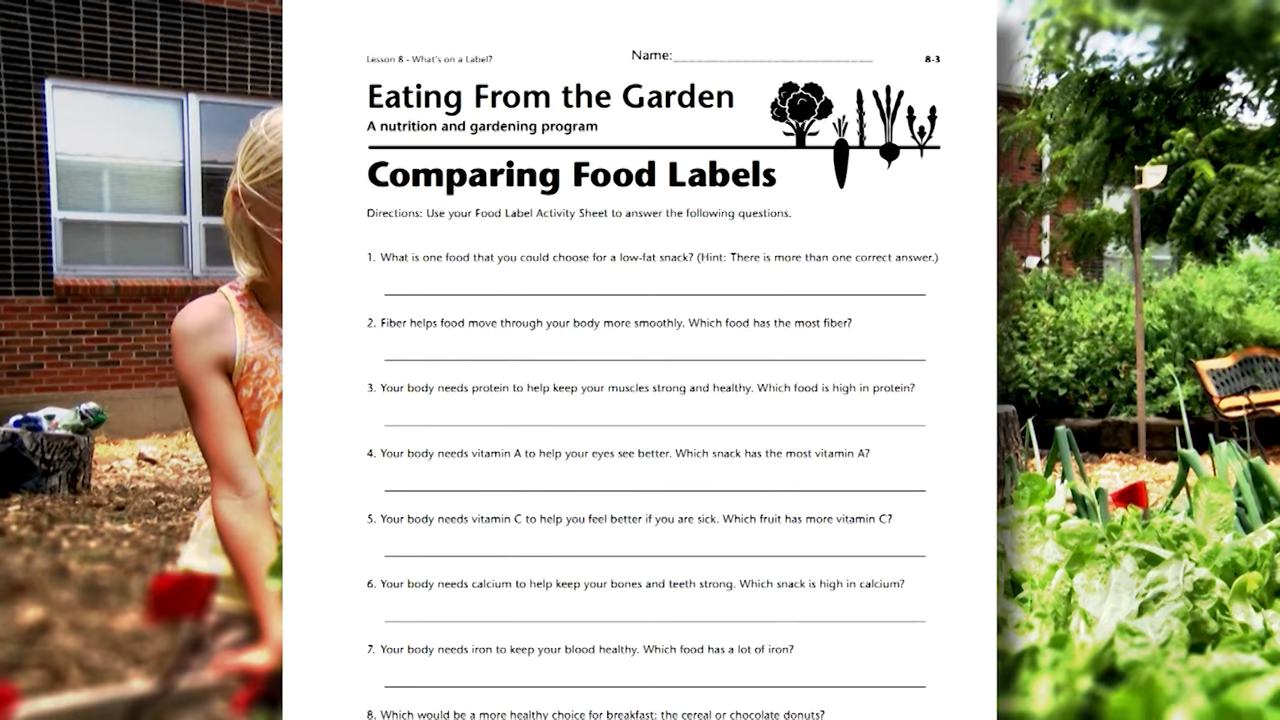 Lesson 8 - What's on a Label?
Name:
8-3
Eating From the Garden
A nutrition and gardening program
Comparing Food Labels
Directions: Use your Food Label Activity Sheet to answer the following questions.
1. What is one food that you could choose for a low-fat snack? (Hint: There is more than one correct answer.)
2. Fiber helps food move through your body more smoothly. Which food has the most fiber?
3. Your body needs protein to help keep your muscles strong and healthy. Which food is high in protein?
4. Your body needs vitamin A to help your eyes see better. Which snack has the most vitamin A?
5. Your body needs vitamin C to help you feel better if you are sick. Which fruit has more vitamin C?
6. Your body needs calcium to help keep your bones and teeth strong. Which snack is high in calcium?
7. Your body needs iron to keep your blood healthy. Which food has a lot of iron?
8. Which would be a more healthy choice for breakfast: the cereal or chocolate donuts?